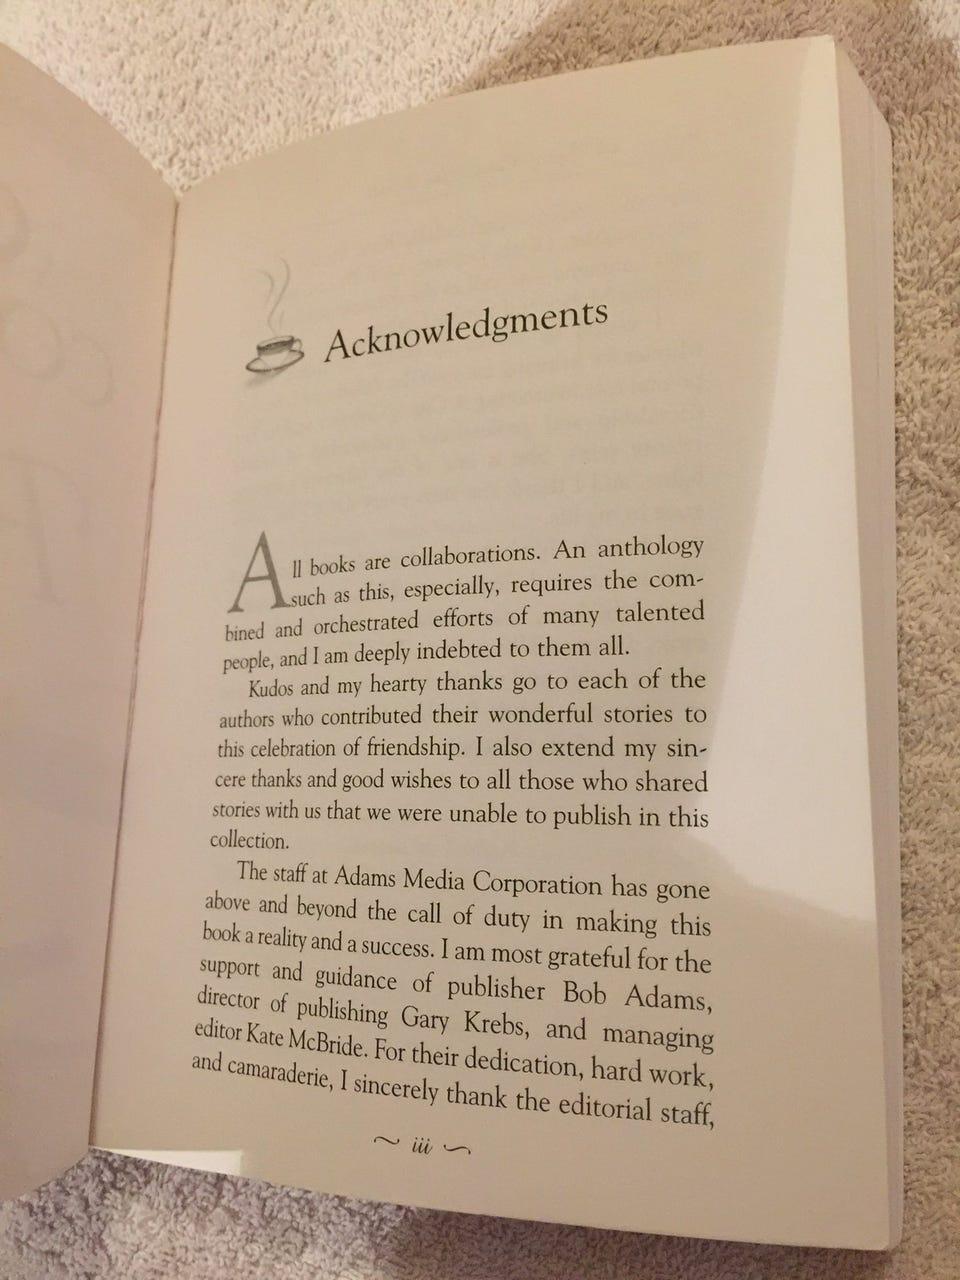 Acknowledgments
All books are collaborations. An anthology
such as this, especially, requires the com-
bined and orchestrated efforts of many talented
people, and I am deeply indebted to them all.
Kudos and my hearty thanks go to each of the
authors who contributed their wonderful stories to
this celebration of friendship. I also extend my sin-
cere thanks and good wishes to all those who shared
stories with us that we were unable to publish in this
collection.
The staff at Adams Media Corporation has gone
above and beyond the call of duty in making this
book a reality and a success. I am most grateful for the
support and guidance of publisher Bob Adams,
director of publishing Gary Krebs, and managing
editor Kate McBride. For their dedication, hard work,
and camaraderie, I sincerely thank the editorial staff,
~ iii ~